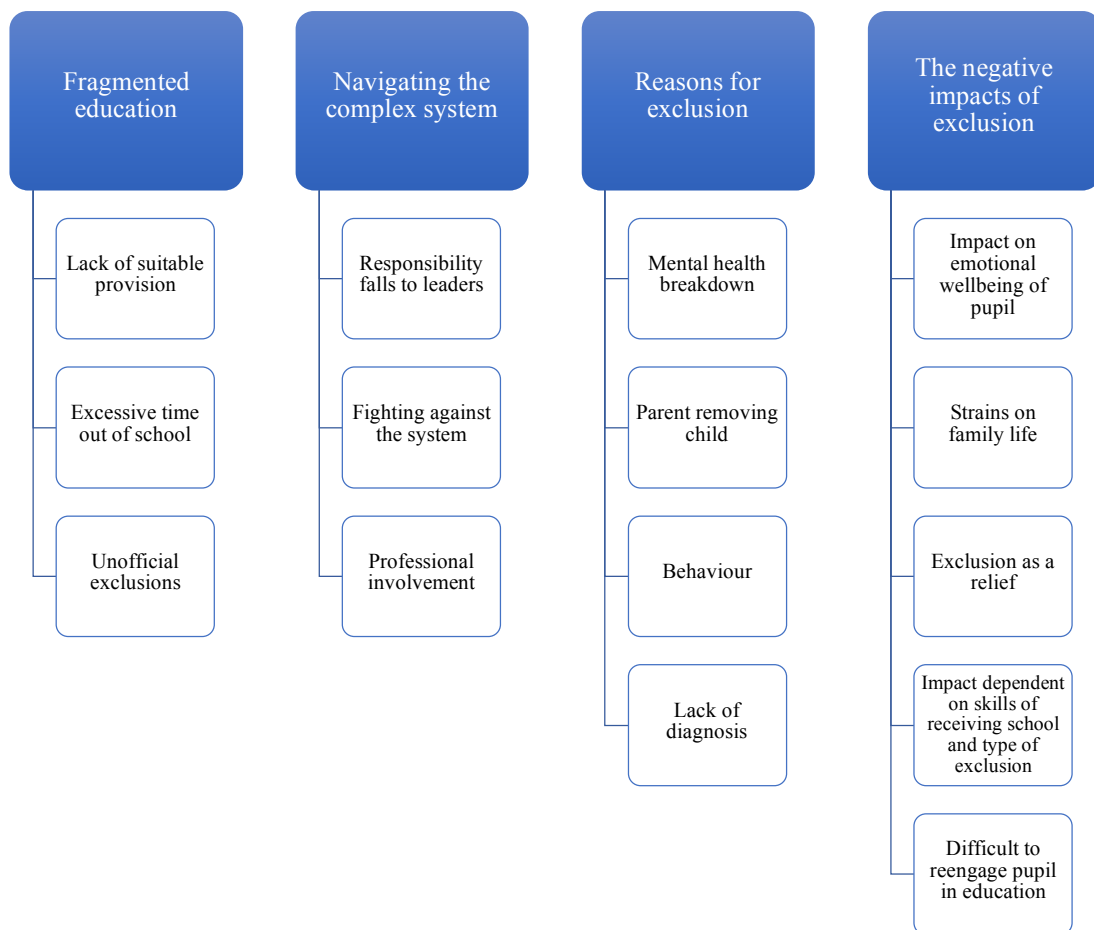 Fragmented
education
Lack of suitable
provision
Excessive time
out of school
Unofficial
exclusions
Navigating the
complex system
Responsibility
falls to leaders
Fighting against
the system
Professional
involvement
Reasons for
exclusion
Mental health
breakdown
Parent removing
child
Behaviour
Lack of
diagnosis
The negative
impacts of
exclusion
Impact on
emotional
wellbeing of
pupil
Strains on
family life
Exclusion as a
relief
Impact dependent
on skills of
receiving school
and type of
exclusion
Difficult to
reengage pupil
in education